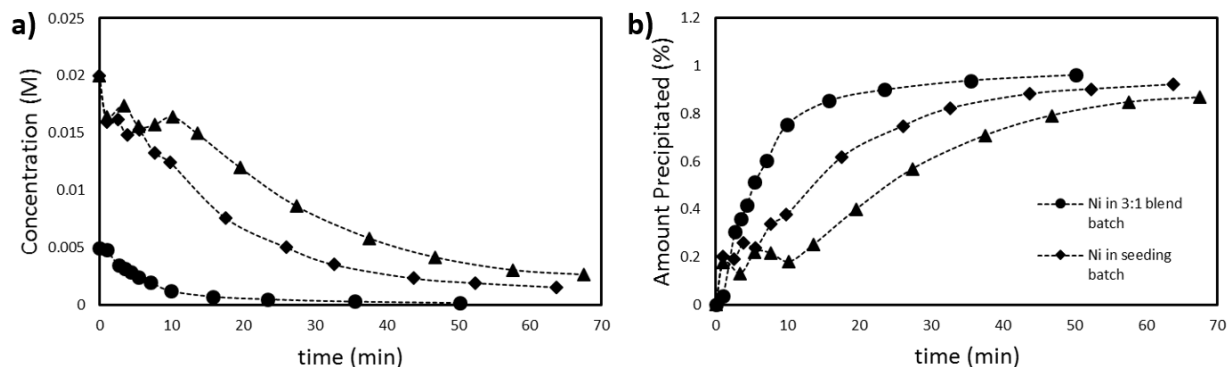 a)
0.025
0.02
0.015
0.01
0.005
0
Concentration (M)
0 10 20 30 40 50 60 70
time (min)
b)
1.2
1
0.8
0.6
0.4
0.2
0
Amount Precipitated (%)
0 10 20 30 40 50 60 70
time (min)
Ni in 3:1 blend
batch
Ni in seeding
batch